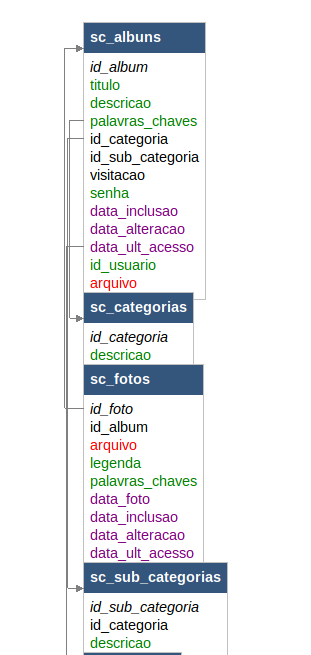 sc_albuns
id_album
titulo
descricao
palavras_chaves
id_categoria
id_sub_categoria
visitacao
senha
data_inclusao
data_alteracao
data_ult_acesso
id_usuario
arquivo
sc_categorias
id_categoria
descricao
sc_fotos
id_foto
id_album
arquivo
legenda
palavras_chaves
data_foto
data_inclusao
data_alteracao
data_ult_acesso
sc_sub_categorias
id_sub_categoria
id_categoria
descricao